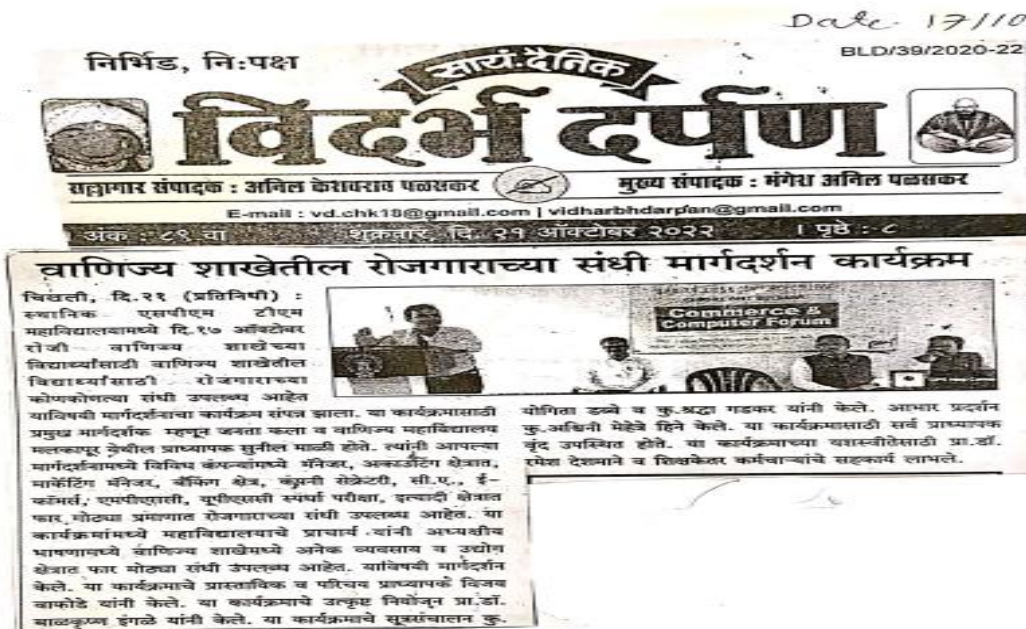 Date 17/10
BLD/39/2020-22
निर्भिड, नि:पक्ष
सायं.दैनिक
विदर्भ दर्पण
सल्लागार संपादक : अनिल केशवराव पळसकर
मुख्य संपादक : मंगेश अनिल पळसकर
E-mail : vd.chk18@gmail.com | vidharbhdarpan@gmail.com
अंक : ८९ वा शुक्रवार, दि. २१ ऑक्टोबर २०२२ । पृष्ठे -८
वाणिज्य शाखेतील रोजगाराच्या संधी मार्गदर्शन कार्यक्रम
चिखली, दि.२१ (प्रतिनिधी) :
स्थानिक एसपीएम टीएम
महाविद्यालयामध्ये दि.१७ ऑक्टोबर
रोजी वाणिज्य शाखेच्या
विद्यार्थ्यांसाठी वाणिज्य शाखेतील
विद्यार्थ्यांसाठी रोजगाराच्या
कोणकोणत्या संधी उपलब्ध आहेत
याविषयी मार्गदर्शनाचा कार्यक्रम संपन्न झाला. या कार्यक्रमासाठी
प्रमुख मार्गदर्शक म्हणून जनता कला व वाणिज्य महाविद्यालय
मलकापूर येथील प्राध्यापक सुनील माळी होते. त्यांनी आपल्या
मार्गदर्शनामध्ये विविध कंपन्यांमध्ये मॅनेजर, अकाऊंटिंग क्षेत्रात,
मार्केटिंग मॅनेजर, बँकिंग क्षेत्र, कंपनी सेक्रेटरी, सी.ए., ई-
कॉमर्स, एमपीएससी, यूपीएससी स्पर्धा परीक्षा, इत्यादी क्षेत्रात
फार मोठ्या प्रमाणात रोजगाराच्या संधी उपलब्ध आहेत. या
कार्यक्रमांमध्ये महाविद्यालयाचे प्राचार्य यांनी अध्यक्षीय
भाषणामध्ये वाणिज्य शाखेमध्ये अनेक व्यवसाय व उद्योग
क्षेत्रात फार मोठ्या संधी उपलब्ध आहेत. याविषयी मार्गदर्शन
केले. या कार्यक्रमाचे प्रास्ताविक व परिचय प्राध्यापक विजय
वाफोडे यांनी केले. या कार्यक्रमाचे उत्कृष्ट नियोजन प्रा.डॉ.
बाळकृष्ण इंगळे यांनी केले. या कार्यक्रमाचे सूत्रसंचालन कु.
Commerce &
Computer Forum
योगिता डब्बे व कु.श्रद्धा गडकर यांनी केले. आभार प्रदर्शन
कु.अश्विनी मेहेत्रे हिने केले. या कार्यक्रमासाठी सर्व प्राध्यापक
वृंद उपस्थित होते. या कार्यक्रमाच्या यशस्वीतेसाठी प्रा.डॉ.
रमेश देशमाने व शिक्षकेतर कर्मचाऱ्यांचे सहकार्य लाभले.